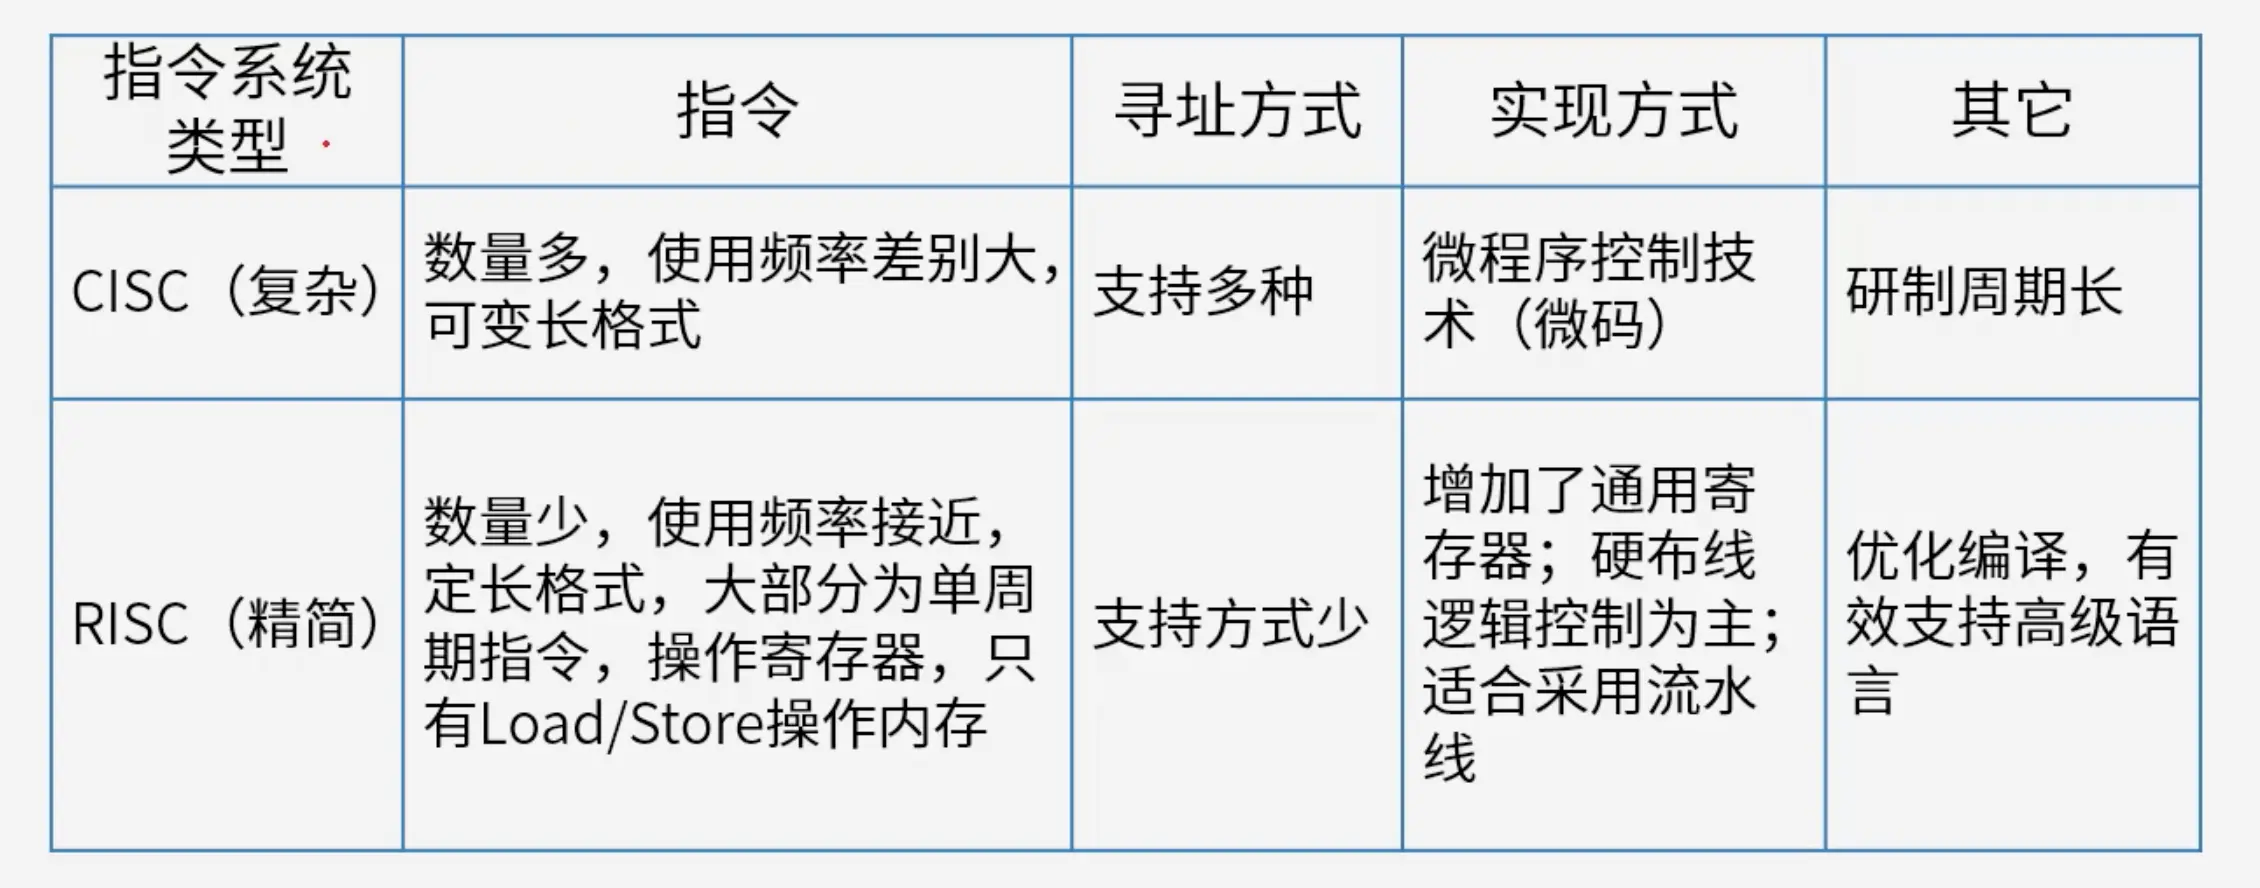 指令系统
类型
指令
寻址方式
实现方式
其它
CISC（复杂）
数量多，使用频率差别大，
可变长格式
支持多种
微程序控制技
术（微码）
研制周期长
RISC（精简）
数量少，使用频率接近，
定长格式，大部分为单周
期指令，操作寄存器，只
有Load/Store操作内存
支持方式少
增加了通用寄
存器；硬布线
逻辑控制为主；
适合采用流水
线
优化编译，有
效支持高级语
言